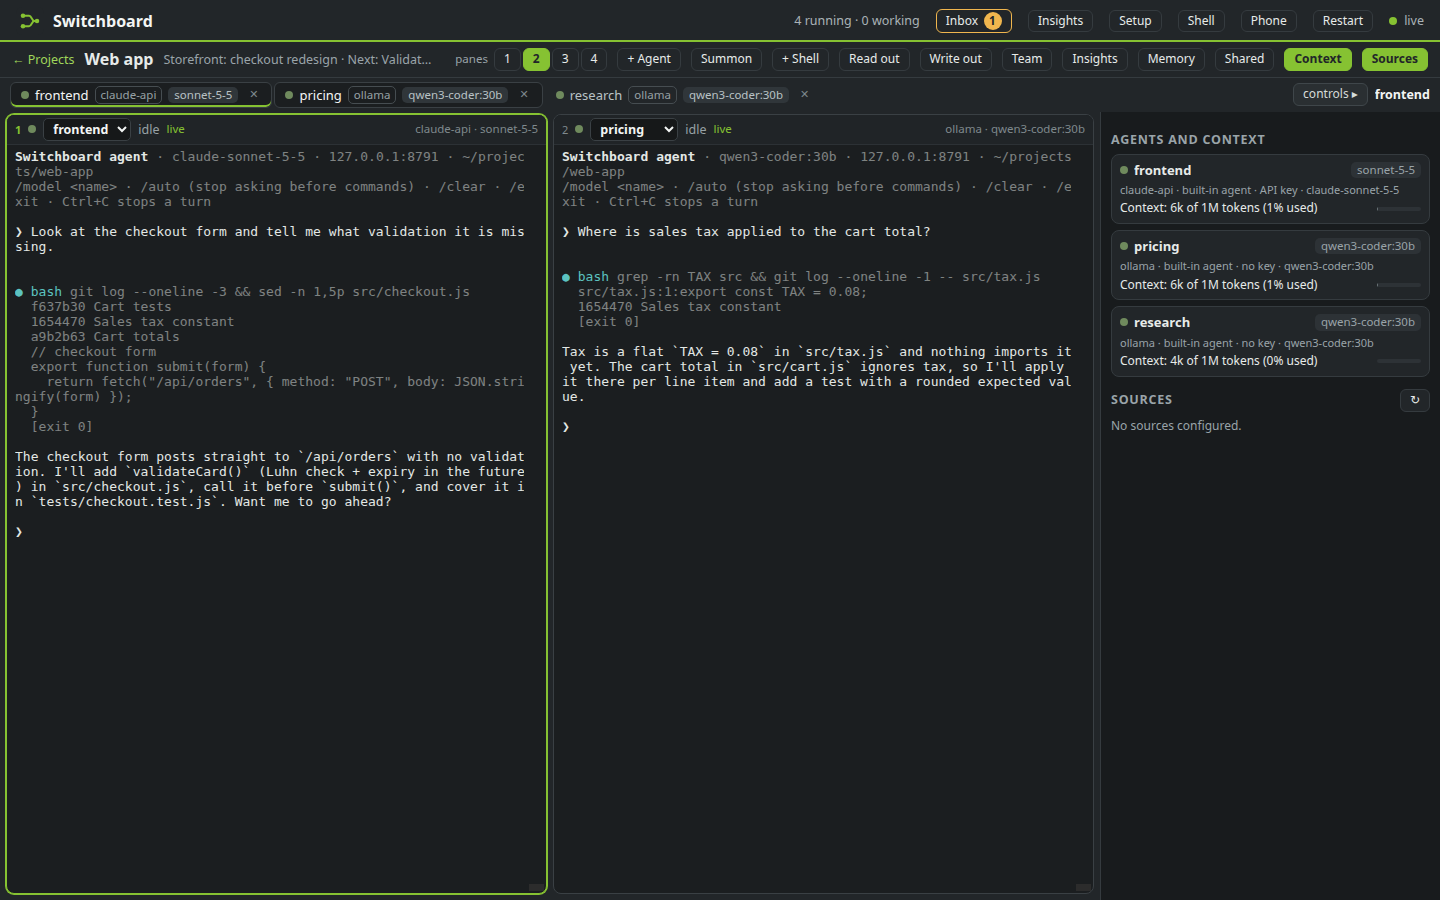 Switchboard
4 running · 0 working
Inbox 1
Insights
Setup
Shell
Phone
Restart
live
← Projects
Web app
Storefront: checkout redesign · Next: Validat...
panes
1
2
3
4
+ Agent
Summon
+ Shell
Read out
Write out
Team
Insights
Memory
Shared
Context
Sources
frontend claude-api sonnet-5-5 ×
pricing ollama qwen3-coder:30b ×
research ollama qwen3-coder:30b ×
controls ▸
frontend
1 frontend idle live claude-api · sonnet-5-5
Switchboard agent · claude-sonnet-5-5 · 127.0.0.1:8791 · ~/projec
ts/web-app
/model <name> · /auto (stop asking before commands) · /clear · /e
xit · Ctrl+C stops a turn
❯ Look at the checkout form and tell me what validation it is mis
sing.
● bash git log --oneline -3 && sed -n 1,5p src/checkout.js
f637b30 Cart tests
1654470 Sales tax constant
a9b2b63 Cart totals
// checkout form
export function submit(form) {
return fetch("/api/orders", { method: "POST", body: JSON.stri
ngify(form) });
}
[exit 0]
The checkout form posts straight to `/api/orders` with no validat
ion. I'll add `validateCard()` (Luhn check + expiry in the future
) in `src/checkout.js`, call it before `submit()`, and cover it i
n `tests/checkout.test.js`. Want me to go ahead?
❯
2 pricing idle live ollama · qwen3-coder:30b
Switchboard agent · qwen3-coder:30b · 127.0.0.1:8791 · ~/projects
/web-app
/model <name> · /auto (stop asking before commands) · /clear · /e
xit · Ctrl+C stops a turn
❯ Where is sales tax applied to the cart total?
● bash grep -rn TAX src && git log --oneline -1 -- src/tax.js
src/tax.js:1:export const TAX = 0.08;
1654470 Sales tax constant
[exit 0]
Tax is a flat `TAX = 0.08` in `src/tax.js` and nothing imports it
yet. The cart total in `src/cart.js` ignores tax, so I'll apply
it there per line item and add a test with a rounded expected val
ue.
❯
AGENTS AND CONTEXT
frontend sonnet-5-5
claude-api · built-in agent · API key · claude-sonnet-5-5
Context: 6k of 1M tokens (1% used)
pricing qwen3-coder:30b
ollama · built-in agent · no key · qwen3-coder:30b
Context: 6k of 1M tokens (1% used)
research qwen3-coder:30b
ollama · built-in agent · no key · qwen3-coder:30b
Context: 4k of 1M tokens (0% used)
SOURCES ↻
No sources configured.